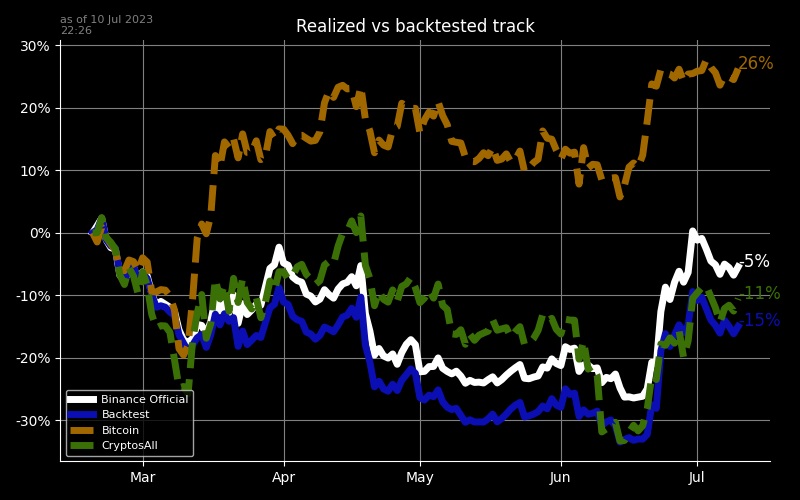 as of 10 Jul 2023
22:26
Realized vs backtested track
30%
20%
10%
0%
-10%
-20%
-30%
26%
-5%
-11%
-15%
Binance Official
Backtest
Bitcoin
CryptosAll
Mar
Apr
May
Jun
Jul